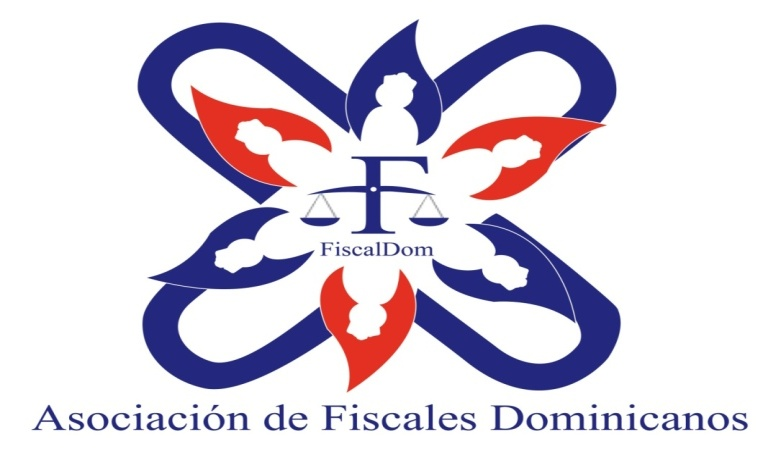 F
FiscalDom
Asociación de Fiscales Dominicanos